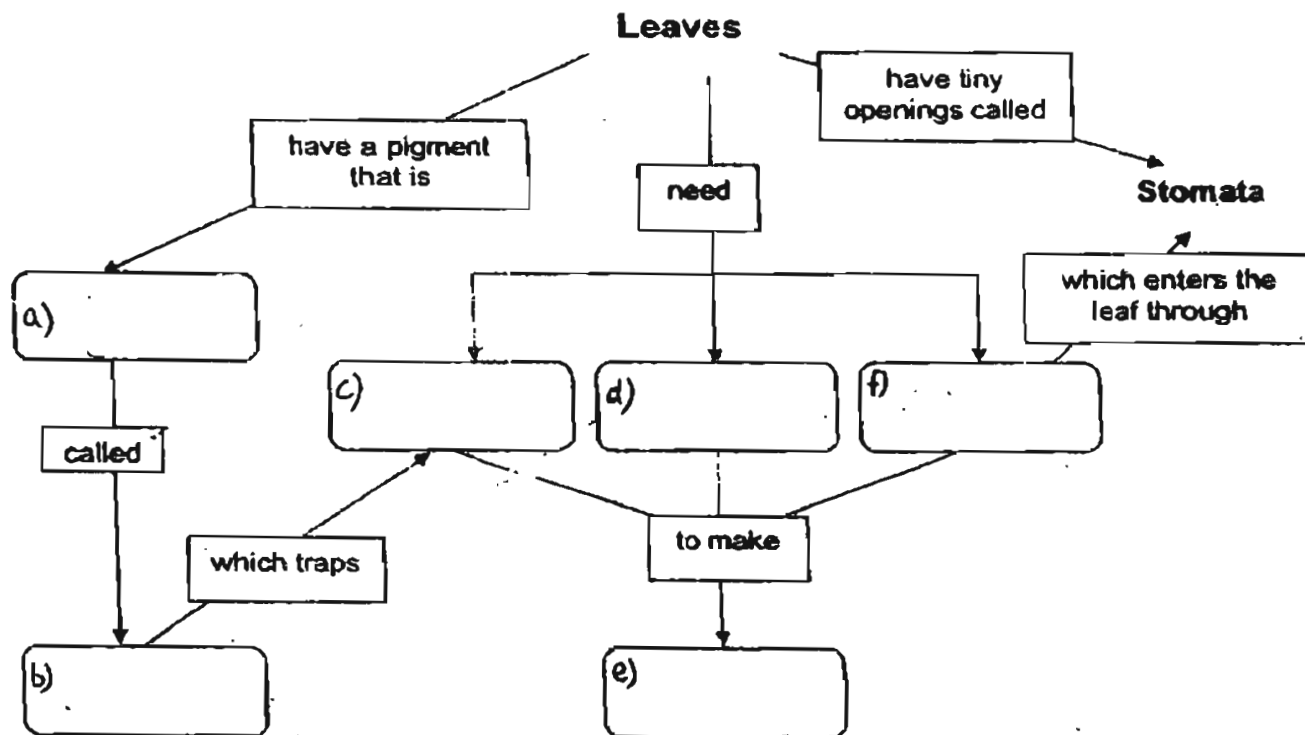 Leaves
have tiny
openings called
have a pigment
that is
need
Stomata
which enters the
leaf through
a)
c)
d)
f)
called
which traps
to make
b)
e)